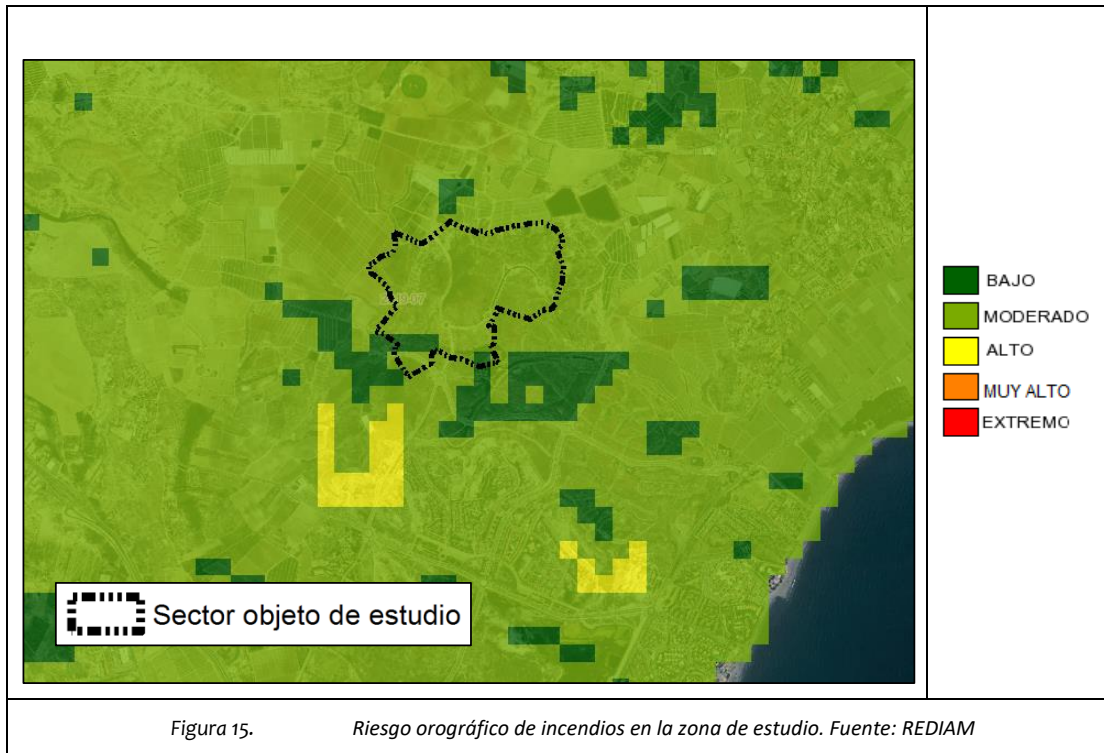 BAJO
MODERADO
ALTO
MUY ALTO
EXTREMO
Sector objeto de estudio
Figura 15. Riesgo orográfico de incendios en la zona de estudio. Fuente: REDIAM